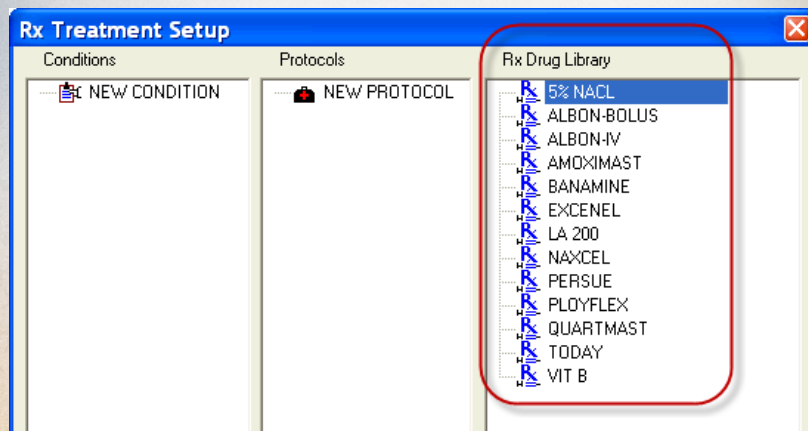 Rx Treatment Setup
Conditions
NEW CONDITION
Protocols
NEW PROTOCOL
Rx Drug Library
5% NACL
ALBON-BOLUS
ALBON-IV
AMOXIMAST
BANAMINE
EXCENEL
LA 200
NAXCEL
PERSUE
PLOYFLEX
QUARTMAST
TODAY
VIT B